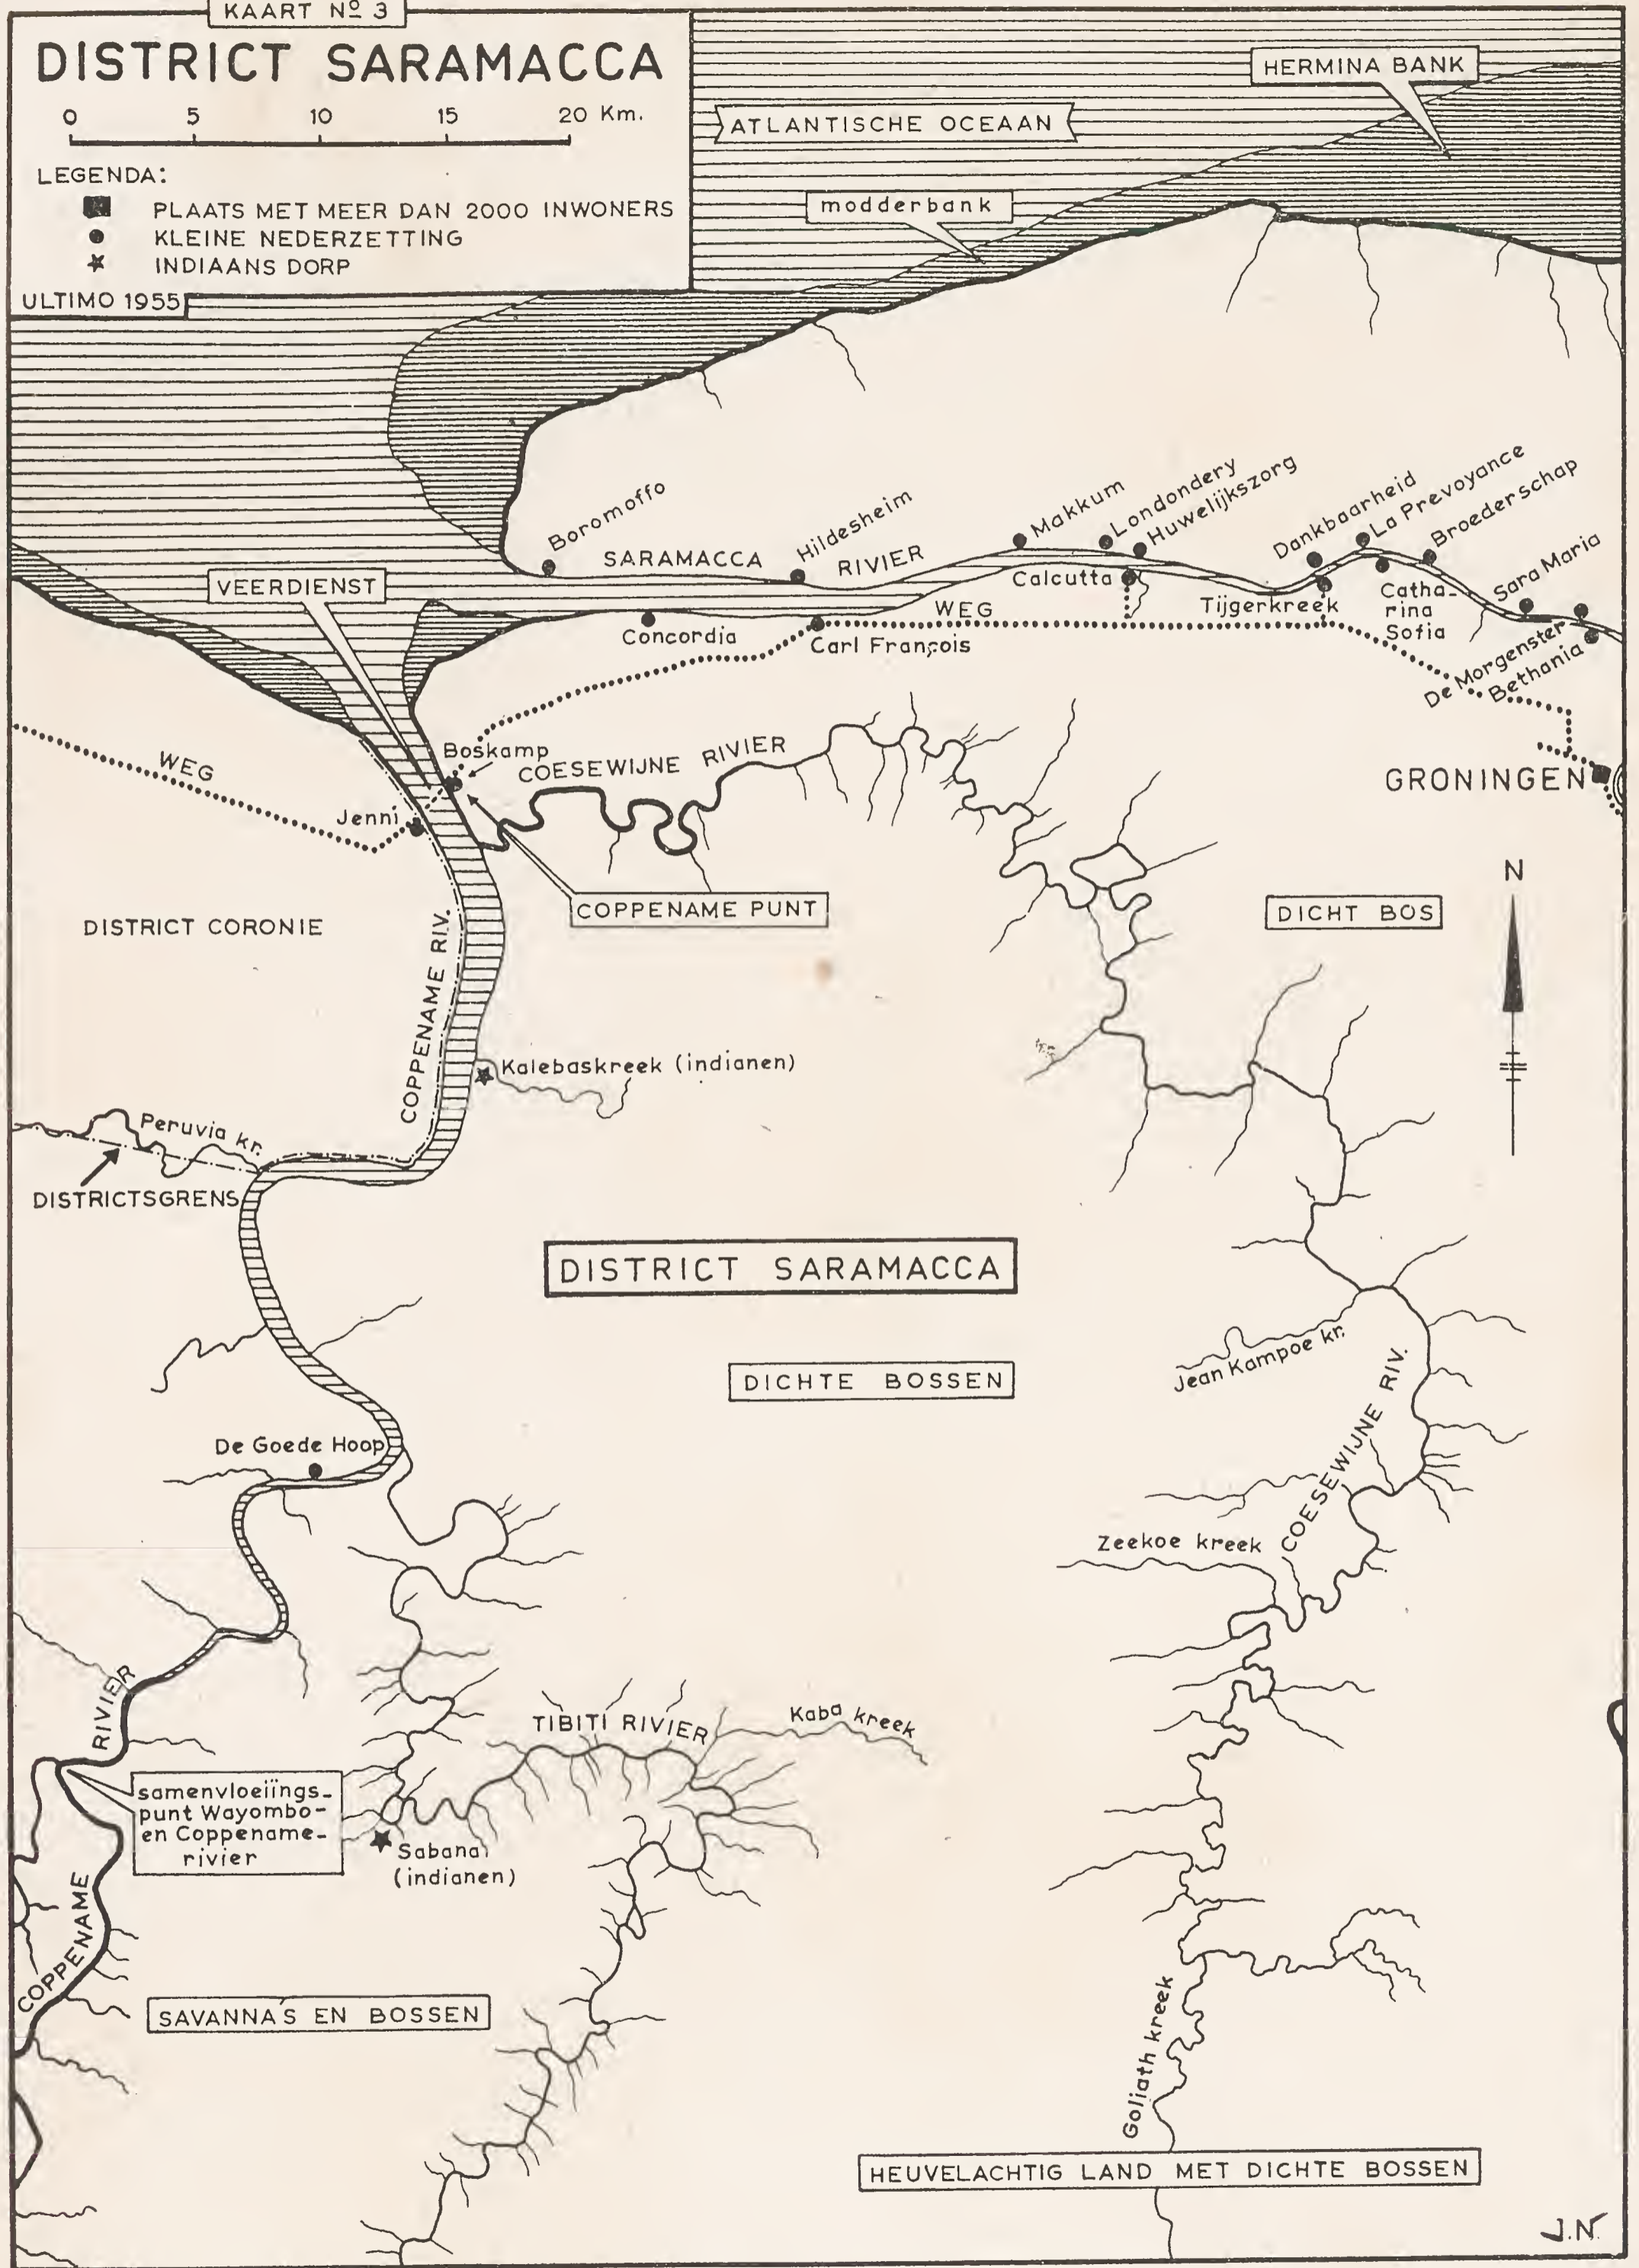 KAART Nº 3
DISTRICT SARAMACCA
0 5 10 15 20 Km.
LEGENDA:
PLAATS MET MEER DAN 2000 INWONERS
KLEINE NEDERZETTING
INDIAANS DORP
ULTIMO 1955
HERMINA BANK
ATLANTISCHE OCEAAN
modderbank
Boromoffo
SARAMACCA
Hildesheim
RIVIER
Makkum
Londondery
Huwelijkszorg
Dankbaarheid
La Prevoyance
Broederschap
Sara Maria
VEERDIENST
Calcutta
Tijgerkreek
Catha-
rina
Sofia
WEG
Concordia
Carl François
De Morgenster
Bethania
WEG
Boskamp
COESEWIJNE RIVIER
GRONINGEN
Jenni
COPPENAME PUNT
DICHT BOS
N
DISTRICT CORONIE
COPPENAME RIV.
Kalebaskreek (indianen)
Peruvia kr.
DISTRICTSGRENS
DISTRICT SARAMACCA
Jean Kampoe kr.
DICHTE BOSSEN
COESEWIJNE RIV.
De Goede Hoop
Zeekoe kreek
RIVIER
TIBITI RIVIER
Kaba kreek
samenvloeiings-
punt Wayombo-
en Coppename-
rivier
Sabana
(indianen)
COPPENAME
SAVANNA'S EN BOSSEN
Goliath kreek
HEUVELACHTIG LAND MET DICHTE BOSSEN
J.N.